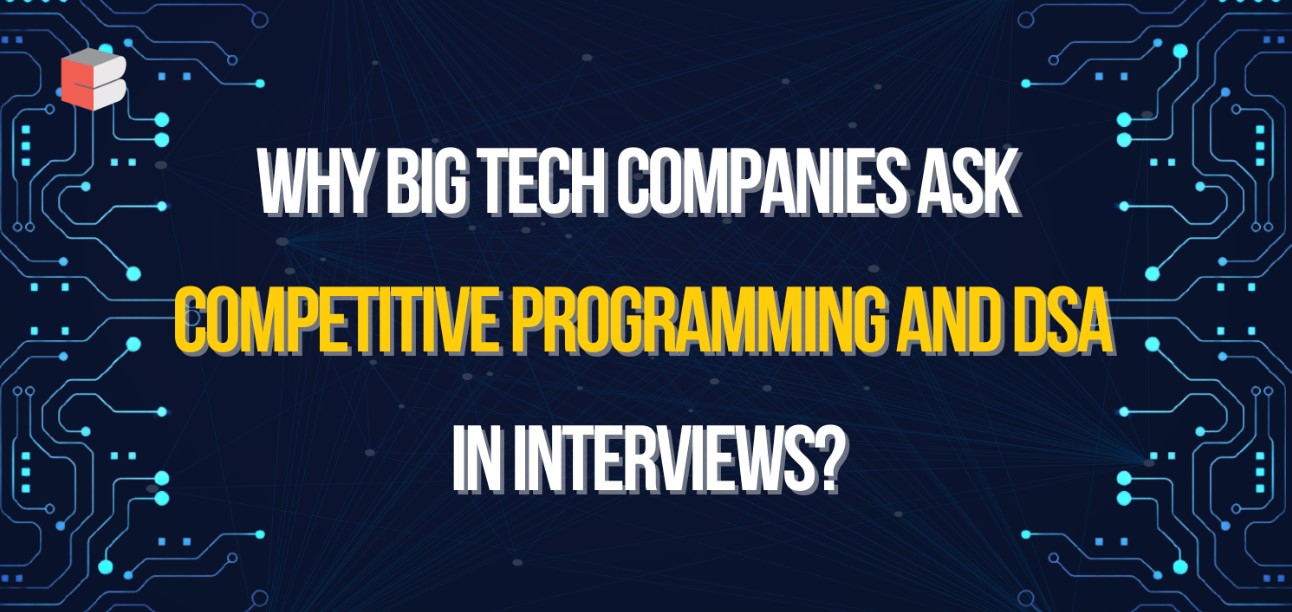 WHY BIG TECH COMPANIES ASK
COMPETITIVE PROGRAMMING AND DSA
IN INTERVIEWS?